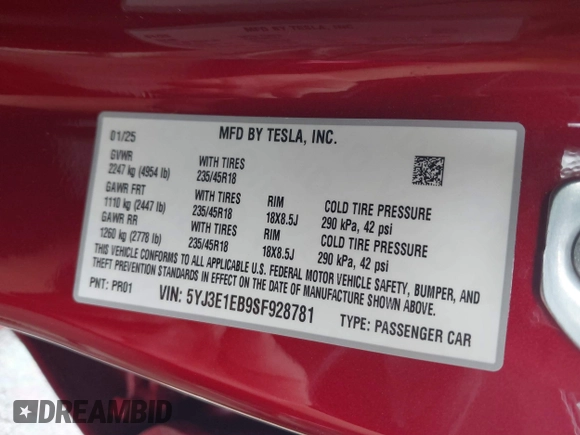 MFD BY TESLA, INC.
01/25
GVWR
2247 kg (4954 lb)
WITH TIRES
235/45R18
GAWR FRT
1110 kg (2447 lb)
WITH TIRES
235/45R18
RIM
18X8.5J
COLD TIRE PRESSURE
290 kPa, 42 psi
GAWR RR
1260 kg (2778 lb)
WITH TIRES
235/45R18
RIM
18X8.5J
COLD TIRE PRESSURE
290 kPa, 42 psi
THIS VEHICLE CONFORMS TO ALL APPLICABLE U.S. FEDERAL MOTOR VEHICLE SAFETY, BUMPER, AND
THEFT PREVENTION STANDARDS IN EFFECT ON THE DATE OF MANUFACTURE SHOWN ABOVE.
PNT: PR01
VIN: 5YJ3E1EB9SF928781
TYPE: PASSENGER CAR
DREAMBID